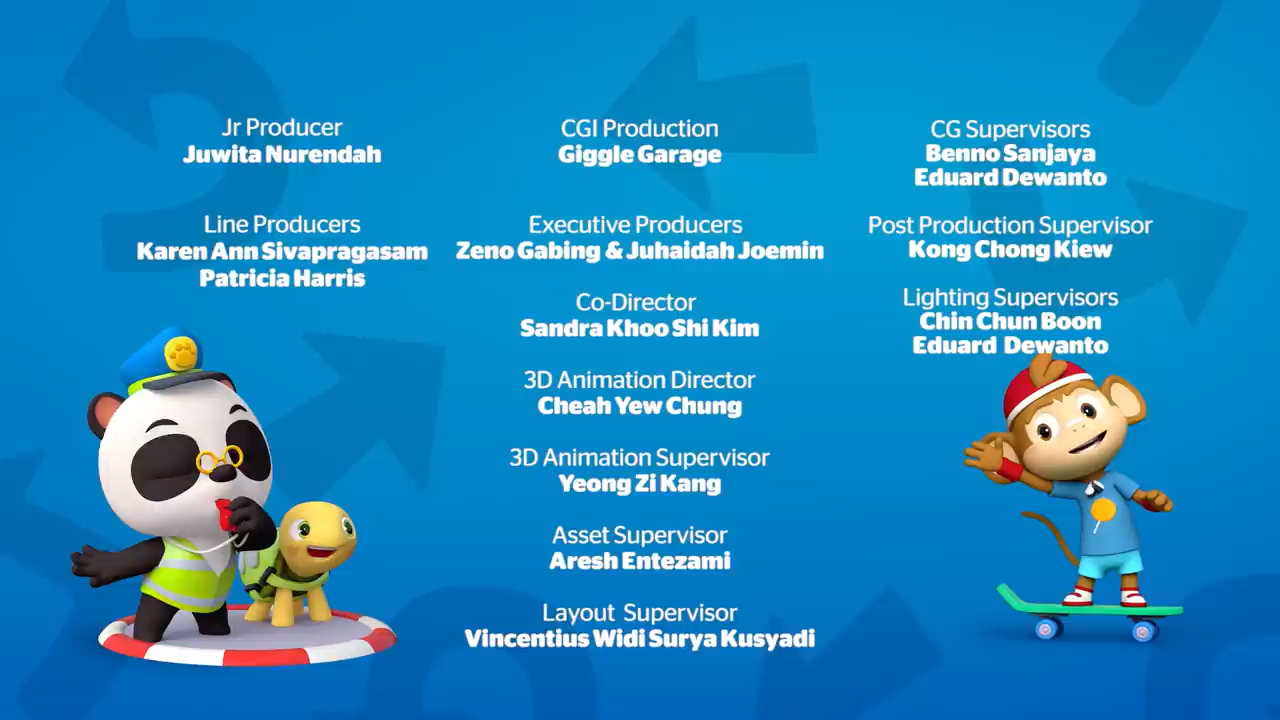 Jr Producer
Juwita Nurendah
Line Producers
Karen Ann Sivapragasam
Patricia Harris
CGI Production
Giggle Garage
Executive Producers
Zeno Gabing & Juhaidah Joemin
Co-Director
Sandra Khoo Shi Kim
3D Animation Director
Cheah Yew Chung
3D Animation Supervisor
Yeong Zi Kang
Asset Supervisor
Aresh Entezami
Layout Supervisor
Vincentius Widi Surya Kusyadi
CG Supervisors
Benno Sanjaya
Eduard Dewanto
Post Production Supervisor
Kong Chong Kiew
Lighting Supervisors
Chin Chun Boon
Eduard Dewanto